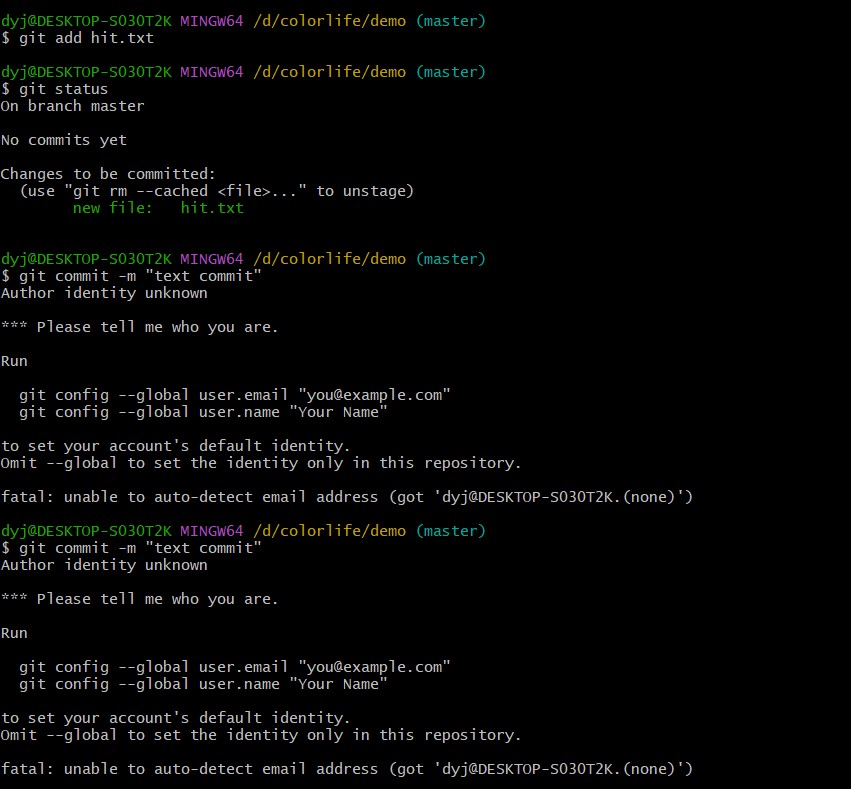 dyj@DESKTOP-SO3OT2K MINGW64 /d/colorlife/demo (master)
$ git add hit.txt
dyj@DESKTOP-SO3OT2K MINGW64 /d/colorlife/demo (master)
$ git status
On branch master
No commits yet
Changes to be committed:
  (use "git rm --cached <file>..." to unstage)
        new file:   hit.txt
dyj@DESKTOP-SO3OT2K MINGW64 /d/colorlife/demo (master)
$ git commit -m "text commit"
Author identity unknown
*** Please tell me who you are.
Run
  git config --global user.email "you@example.com"
  git config --global user.name "Your Name"
to set your account's default identity.
Omit --global to set the identity only in this repository.
fatal: unable to auto-detect email address (got 'dyj@DESKTOP-SO3OT2K.(none)')
dyj@DESKTOP-SO3OT2K MINGW64 /d/colorlife/demo (master)
$ git commit -m "text commit"
Author identity unknown
*** Please tell me who you are.
Run
  git config --global user.email "you@example.com"
  git config --global user.name "Your Name"
to set your account's default identity.
Omit --global to set the identity only in this repository.
fatal: unable to auto-detect email address (got 'dyj@DESKTOP-SO3OT2K.(none)')